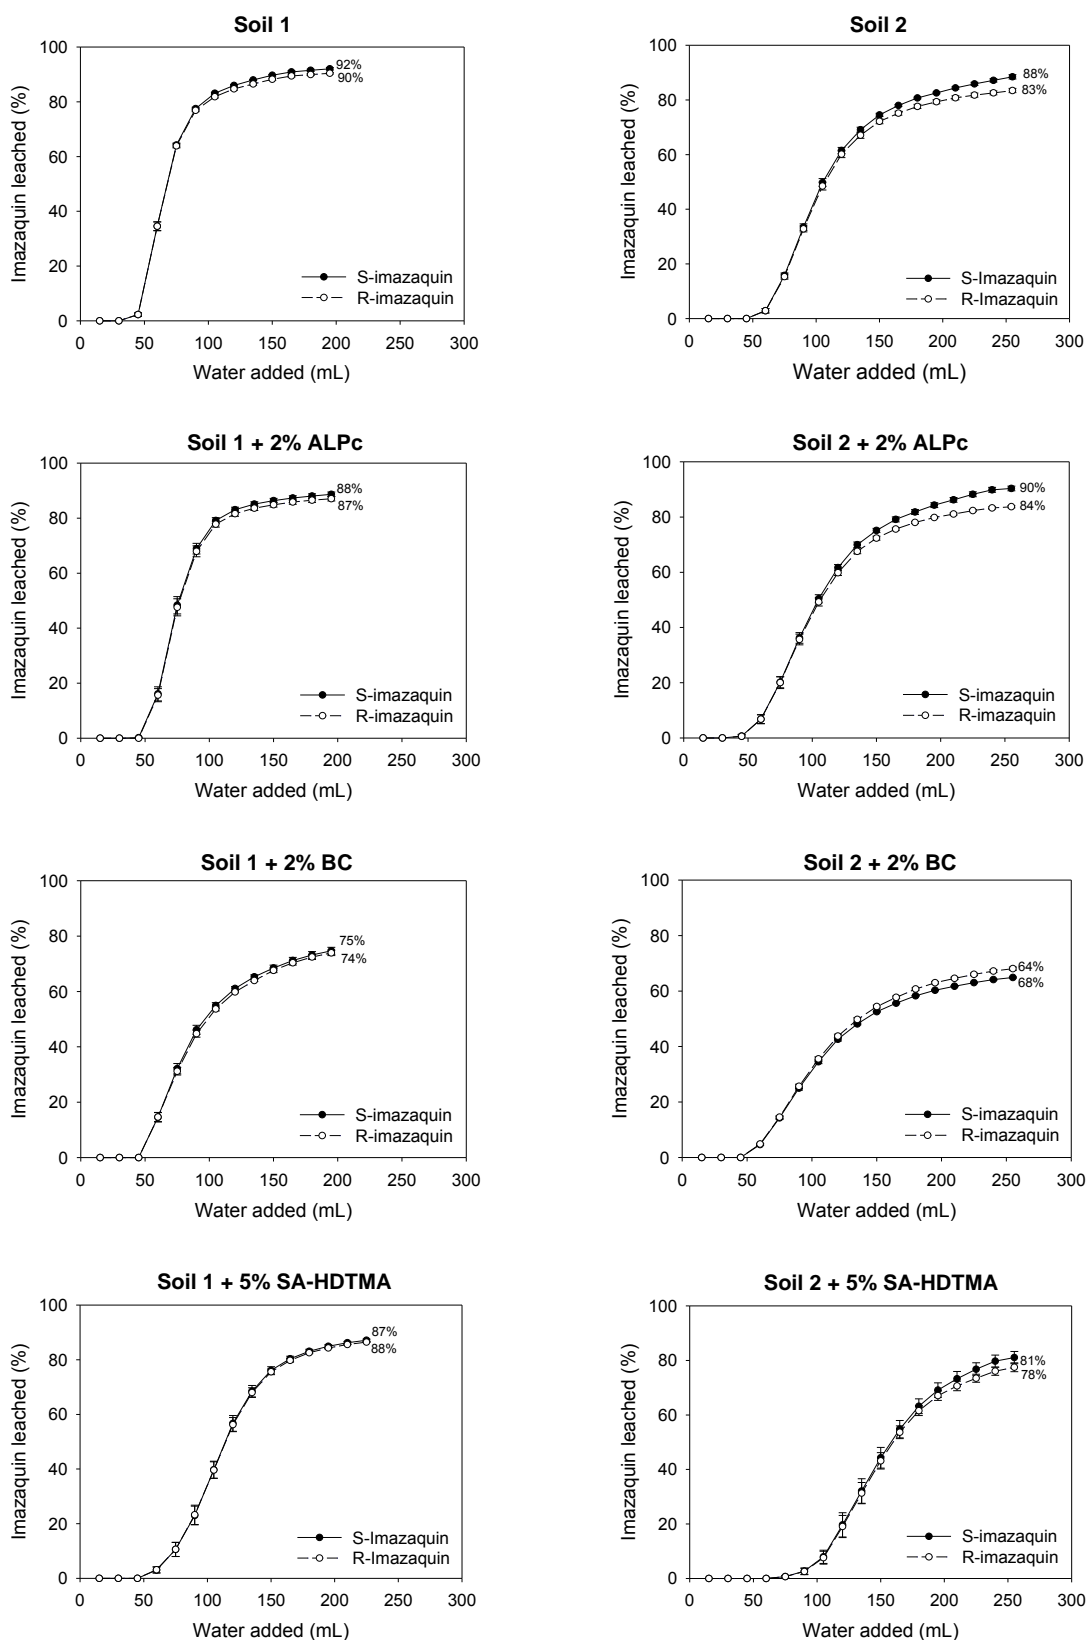 Soil 1
Imazaquin leached (%)
100
80
60
40
20
0
92%
90%
S-imazaquin
R-imazaquin
0 50 100 150 200 250 300
Water added (mL)
Soil 2
Imazaquin leached (%)
100
80
60
40
20
0
88%
83%
S-Imazaquin
R-Imazaquin
0 50 100 150 200 250 300
Water added (mL)
Soil 1 + 2% ALPc
Imazaquin leached (%)
100
80
60
40
20
0
88%
87%
S-imazaquin
R-imazaquin
0 50 100 150 200 250 300
Water added (mL)
Soil 2 + 2% ALPc
Imazaquin leached (%)
100
80
60
40
20
0
90%
84%
S-imazaquin
R-imazaquin
0 50 100 150 200 250 300
Water added (mL)
Soil 1 + 2% BC
Imazaquin leached (%)
100
80
60
40
20
0
75%
74%
S-imazaquin
R-imazaquin
0 50 100 150 200 250 300
Water added (mL)
Soil 2 + 2% BC
Imazaquin leached (%)
100
80
60
40
20
0
64%
68%
S-imazaquin
R-imazaquin
0 50 100 150 200 250 300
Water added (mL)
Soil 1 + 5% SA-HDTMA
Imazaquin leached (%)
100
80
60
40
20
0
87%
88%
S-Imazaquin
R-Imazaquin
0 50 100 150 200 250 300
Water added (mL)
Soil 2 + 5% SA-HDTMA
Imazaquin leached (%)
100
80
60
40
20
0
81%
78%
S-imazaquin
R-imazaquin
0 50 100 150 200 250 300
Water added (mL)